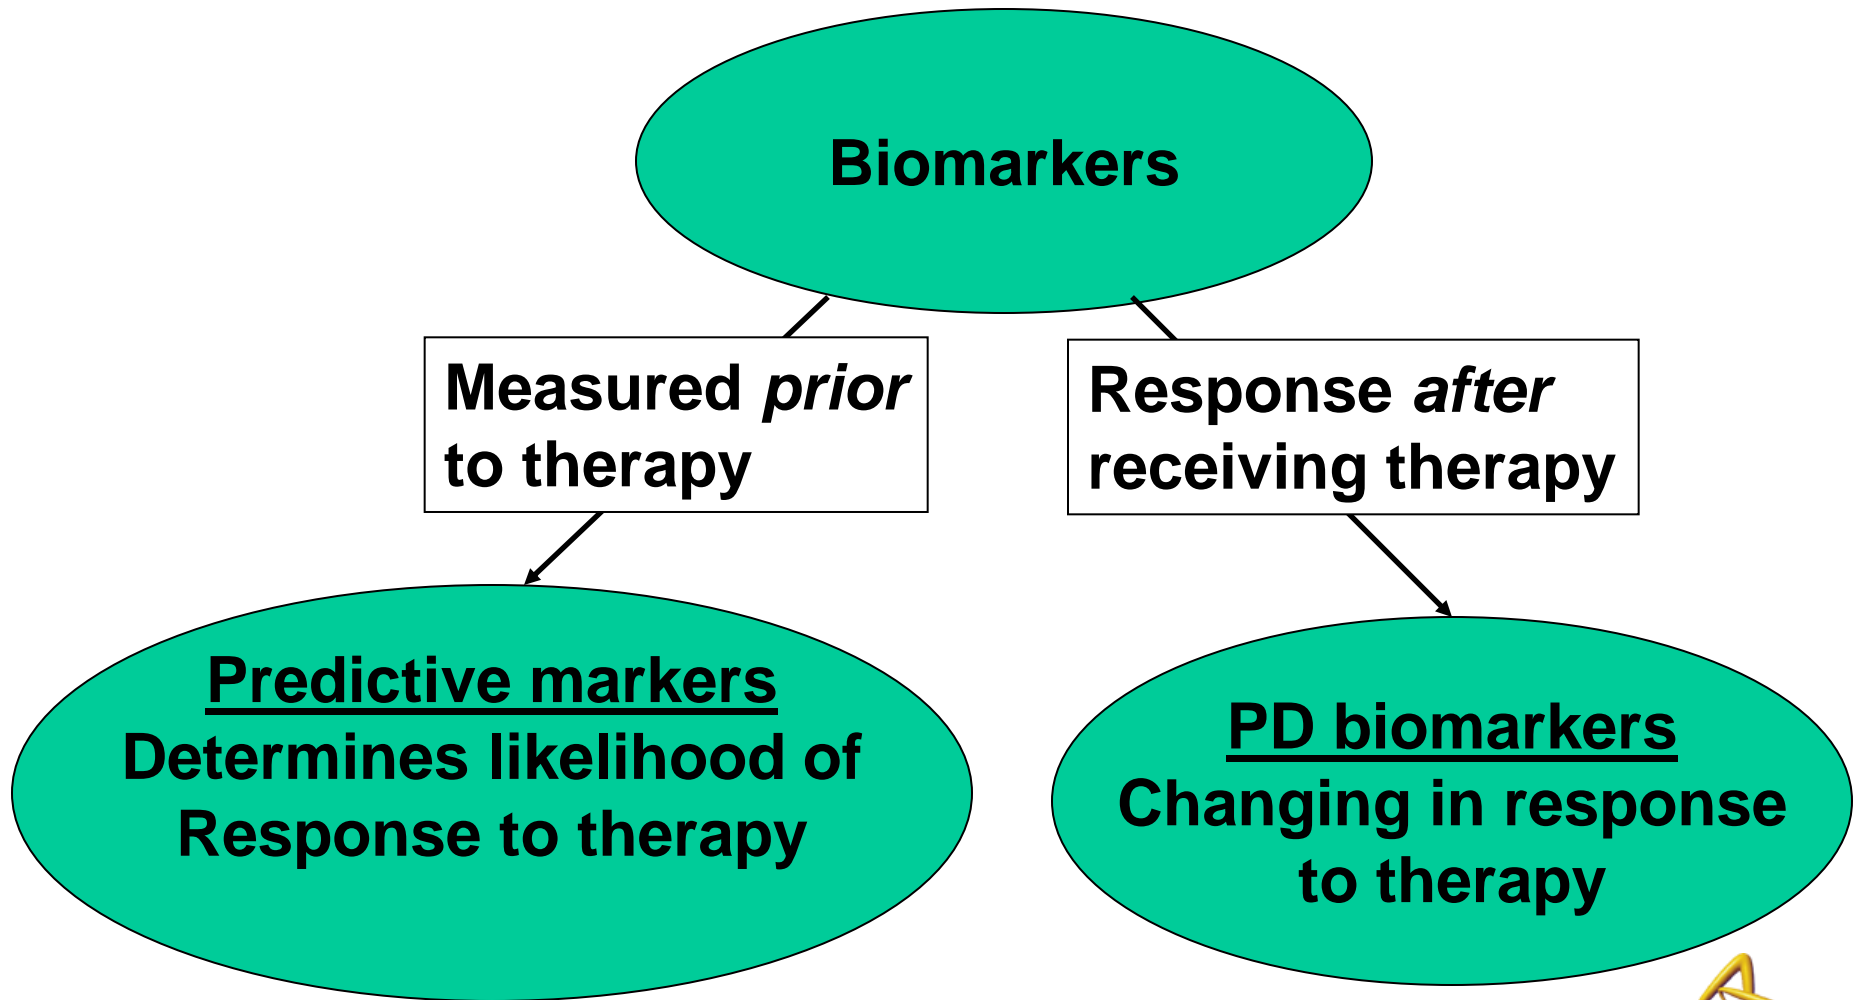 Biomarkers
Measured prior
to therapy
Response after
receiving therapy
Predictive markers
Determines likelihood of
Response to therapy
PD biomarkers
Changing in response
to therapy